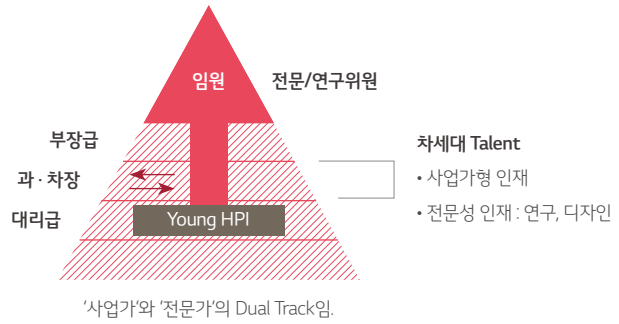 임원
전문/연구위원
부장급
과 · 차장
대리급
Young HPI
차세대 Talent
• 사업가형 인재
• 전문성 인재 : 연구, 디자인
'사업가'와 '전문가'의 Dual Track임.